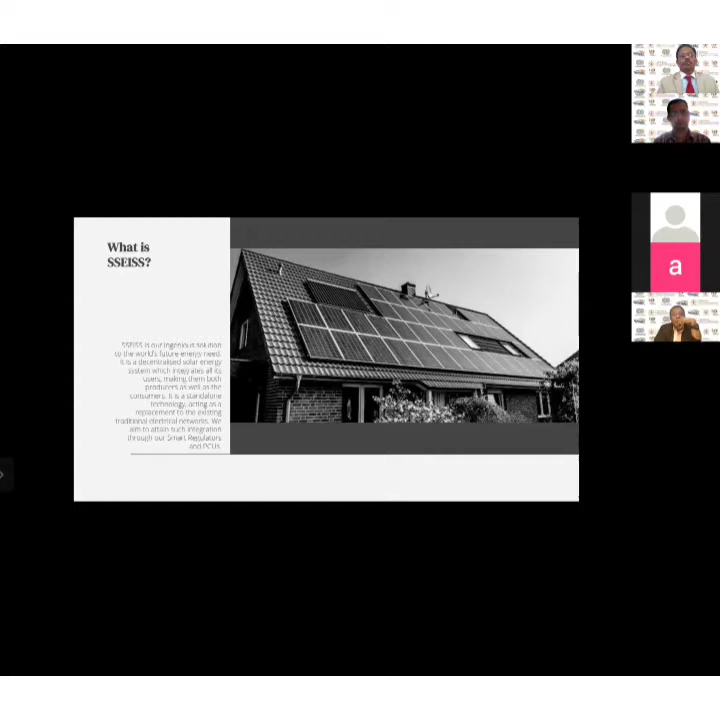 What is
SSEISS?
SSEISS is our ingenious solution
to the world's future energy need.
It is a decentralised solar energy
system which integrates all its
users, making them both
producers as well as the
consumers. It is a standalone
technology, acting as a
replacement to the existing
traditional electrical networks. We
aim to attain such integration
through our Smart Regulators
and PCUs.
a